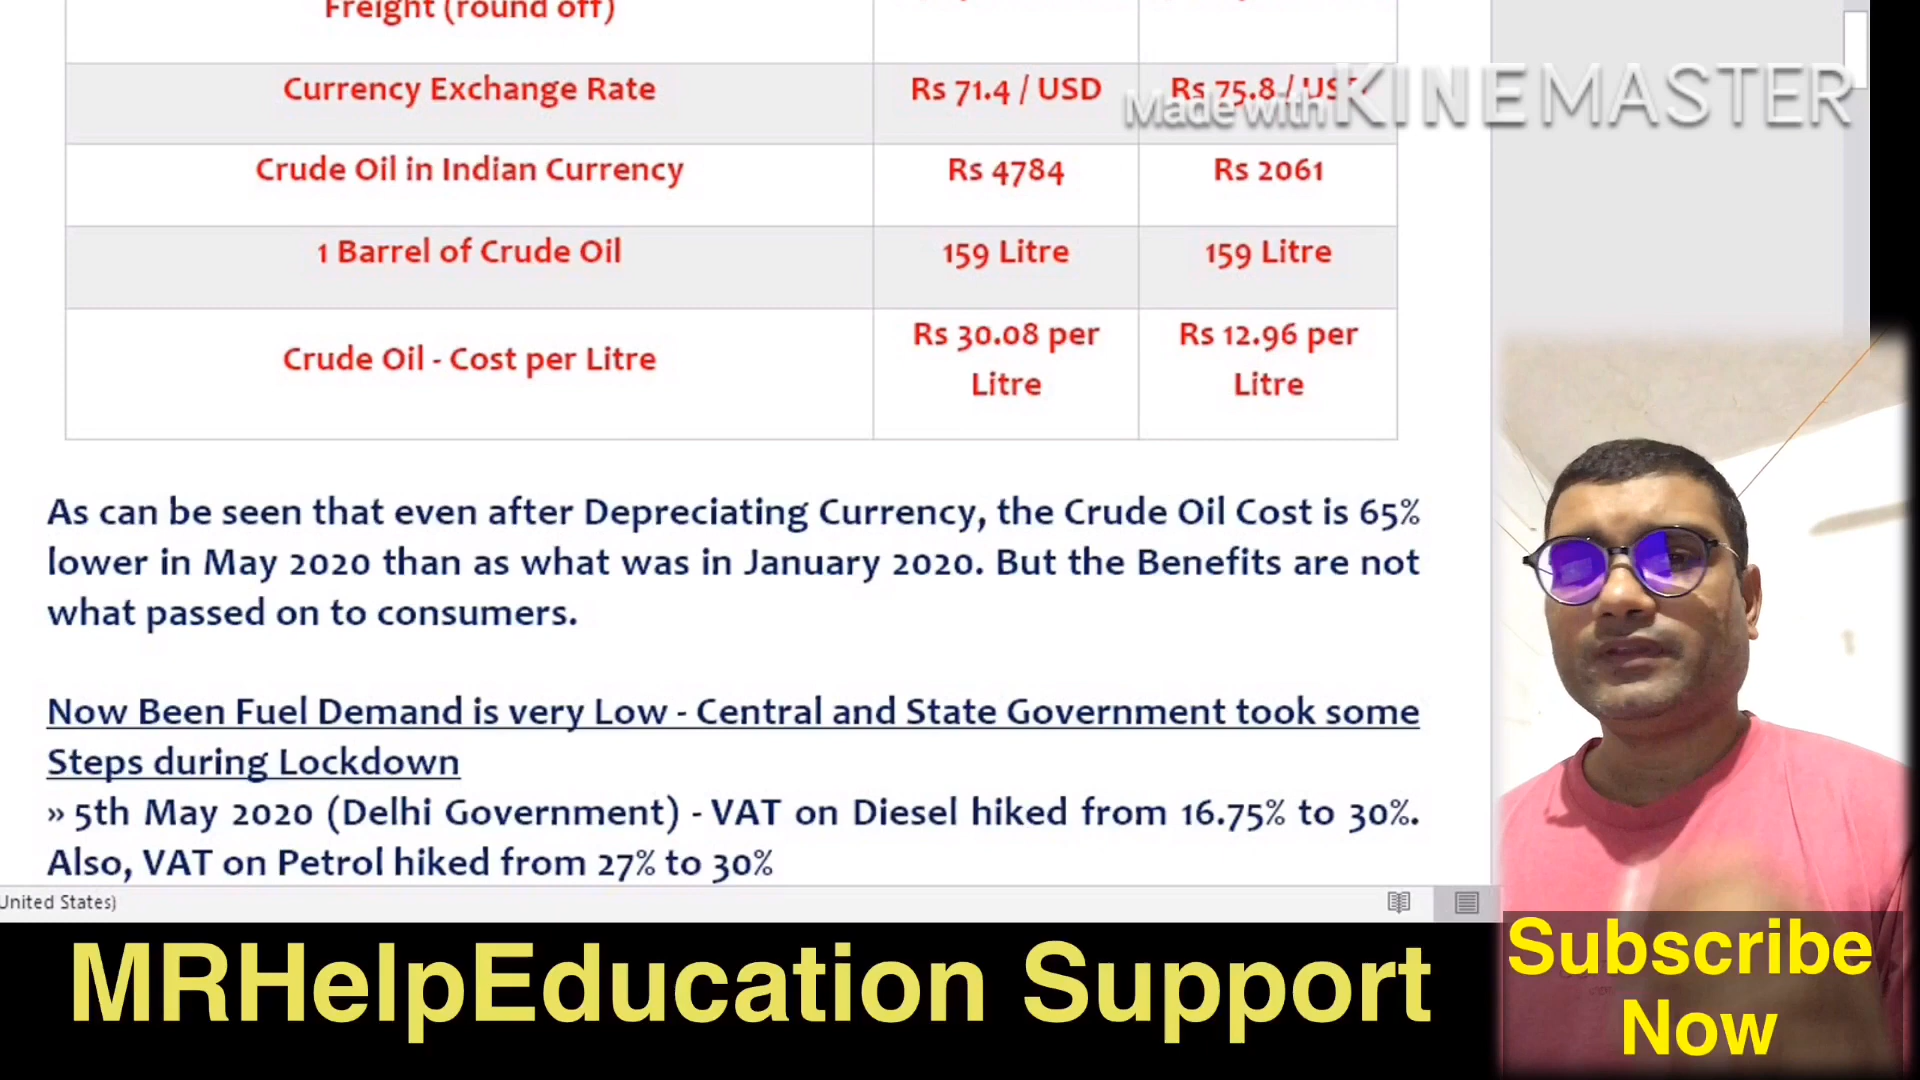 Freight (round off)
Currency Exchange Rate Rs 71.4 / USD Rs 75.8 / US
Made with KINEMASTER
Crude Oil in Indian Currency Rs 4784 Rs 2061
1 Barrel of Crude Oil 159 Litre 159 Litre
Crude Oil - Cost per Litre Rs 30.08 per Litre Rs 12.96 per Litre
As can be seen that even after Depreciating Currency, the Crude Oil Cost is 65%
lower in May 2020 than as what was in January 2020. But the Benefits are not
what passed on to consumers.
Now Been Fuel Demand is very Low - Central and State Government took some
Steps during Lockdown
» 5th May 2020 (Delhi Government) - VAT on Diesel hiked from 16.75% to 30%.
Also, VAT on Petrol hiked from 27% to 30%
United States)
MRHelpEducation Support
Subscribe
Now